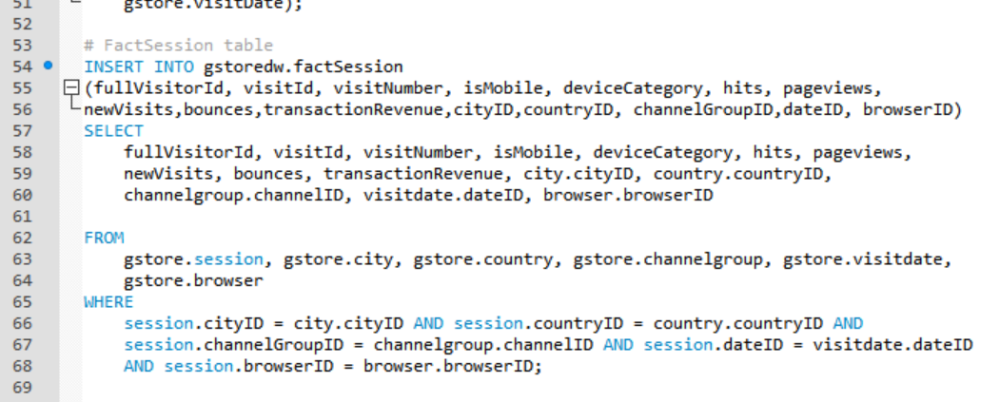 51 gstore.visitDate);
52
53 # FactSession table
54 INSERT INTO gstoredw.factSession
55 (fullVisitorId, visitId, visitNumber, isMobile, deviceCategory, hits, pageviews,
56 newVisits,bounces,transactionRevenue,cityID,countryID, channelGroupID,dateID, browserID)
57 SELECT
58 fullVisitorId, visitId, visitNumber, isMobile, deviceCategory, hits, pageviews,
59 newVisits, bounces, transactionRevenue, city.cityID, country.countryID,
60 channelgroup.channelID, visitdate.dateID, browser.browserID
61
62 FROM
63 gstore.session, gstore.city, gstore.country, gstore.channelgroup, gstore.visitdate,
64 gstore.browser
65 WHERE
66 session.cityID = city.cityID AND session.countryID = country.countryID AND
67 session.channelGroupID = channelgroup.channelID AND session.dateID = visitdate.dateID
68 AND session.browserID = browser.browserID;
69